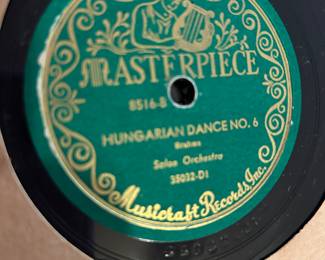 MASTERPIECE
8516-B
HUNGARIAN DANCE NO. 6
Brahms
Salon Orchestra
35032-D1
Musicraft Records, Inc.